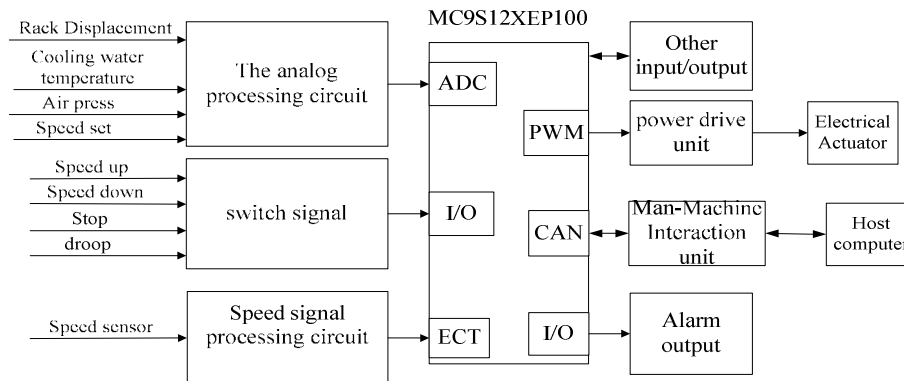 MC9S12XEP100
Rack Displacement
Cooling water
temperature
Air press
Speed set
The analog
processing circuit
ADC
Other
input/output
PWM
power drive
unit
Electrical
Actuator
Speed up
Speed down
Stop
droop
switch signal
I/O
CAN
Man-Machine
Interaction
unit
Host
computer
Speed sensor
Speed signal
processing circuit
ECT
I/O
Alarm
output